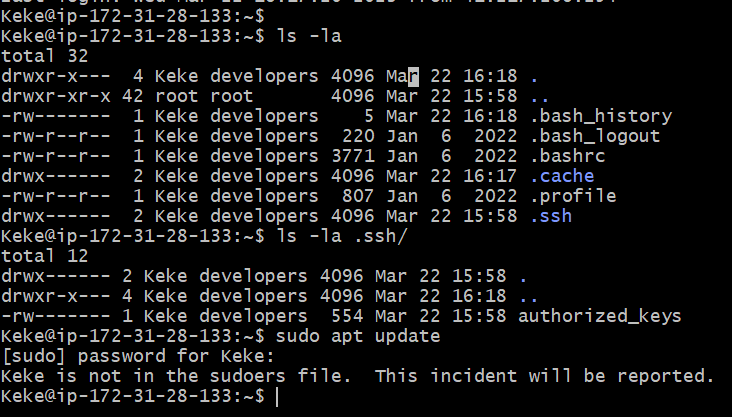 Keke@ip-172-31-28-133:~$
Keke@ip-172-31-28-133:~$ ls -la
total 32
drwxr-x---  4 Keke developers 4096 Mar 22 16:18 .
drwxr-xr-x 42 root root       4096 Mar 22 15:58 ..
-rw-------  1 Keke developers    5 Mar 22 16:18 .bash_history
-rw-r--r--  1 Keke developers  220 Jan  6  2022 .bash_logout
-rw-r--r--  1 Keke developers 3771 Jan  6  2022 .bashrc
drwx------  2 Keke developers 4096 Mar 22 16:17 .cache
-rw-r--r--  1 Keke developers  807 Jan  6  2022 .profile
drwx------  2 Keke developers 4096 Mar 22 15:58 .ssh
Keke@ip-172-31-28-133:~$ ls -la .ssh/
total 12
drwx------ 2 Keke developers 4096 Mar 22 15:58 .
drwxr-x--- 4 Keke developers 4096 Mar 22 16:18 ..
-rw------- 1 Keke developers  554 Mar 22 15:58 authorized_keys
Keke@ip-172-31-28-133:~$ sudo apt update
[sudo] password for Keke:
Keke is not in the sudoers file.  This incident will be reported.
Keke@ip-172-31-28-133:~$